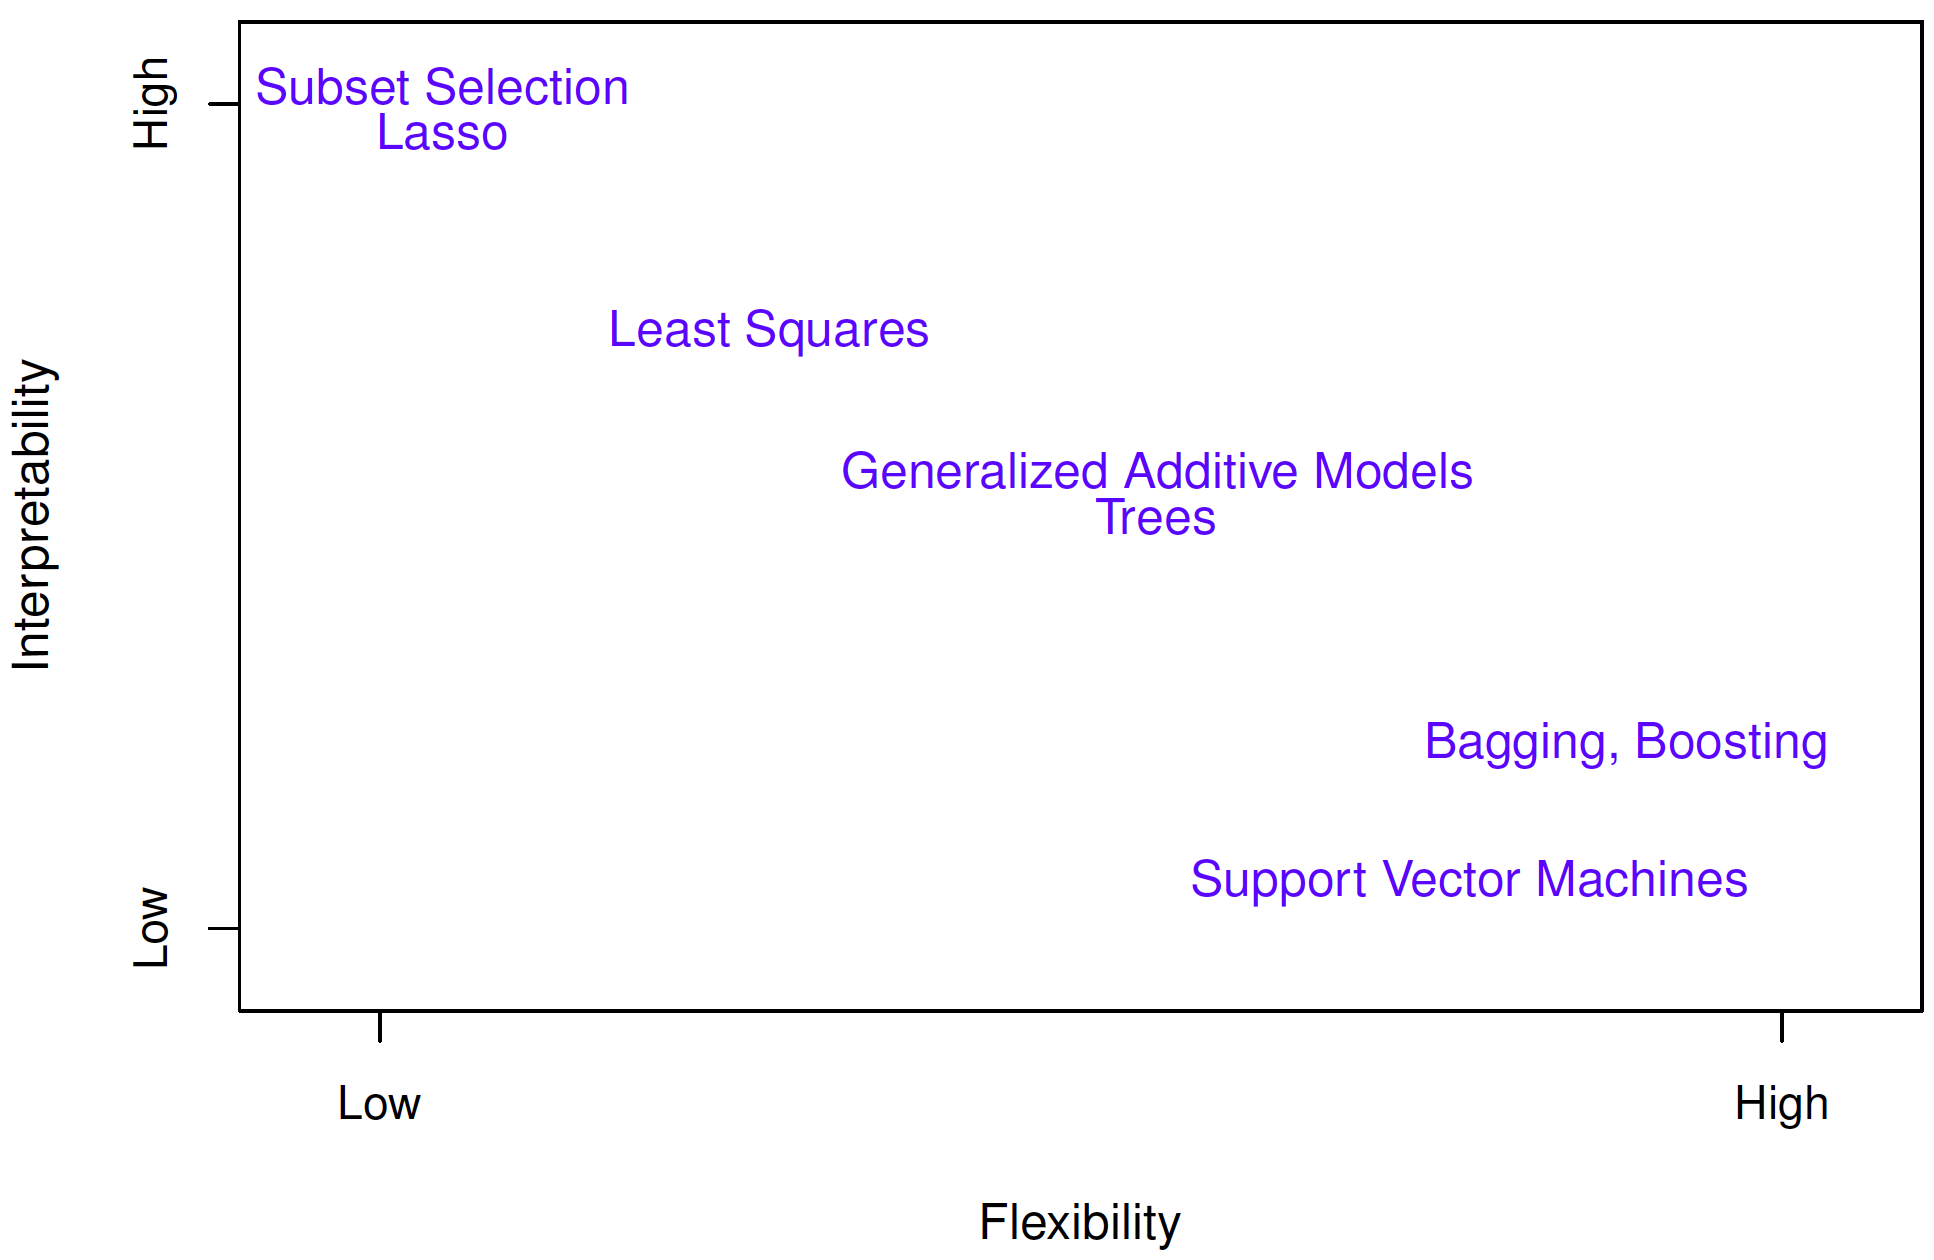 High
Subset Selection
Lasso
Least Squares
Interpretability
Generalized Additive Models
Trees
Bagging, Boosting
Support Vector Machines
Low
Low
High
Flexibility